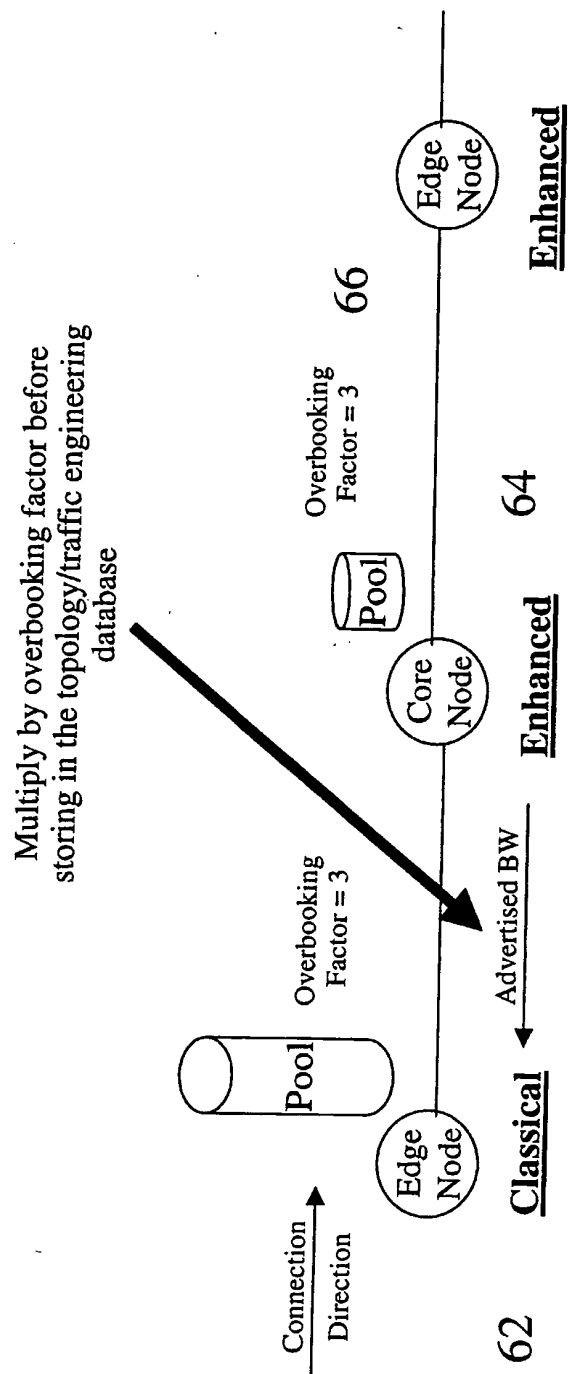 Multiply by overbooking factor before
storing in the topology/traffic engineering
database
Connection
Direction
Pool
Overbooking
Factor = 3
Pool
Overbooking
Factor = 3
66
Edge
Node
Core
Node
Edge
Node
62
Classical
Advertised BW
Enhanced
64
Enhanced